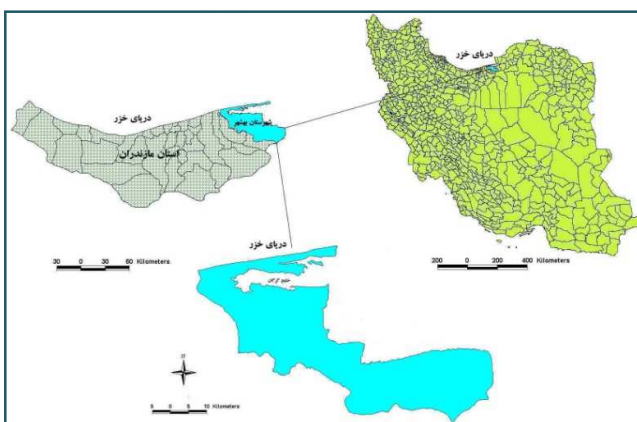 دریای خزر
200 0 200 400 Kilometers
دریای خزر
شهرستان بهشهر
استان مازندران
30 0 30 60 Kilometers
دریای خزر
خلیج گرگان
5 0 5 10 Kilometers